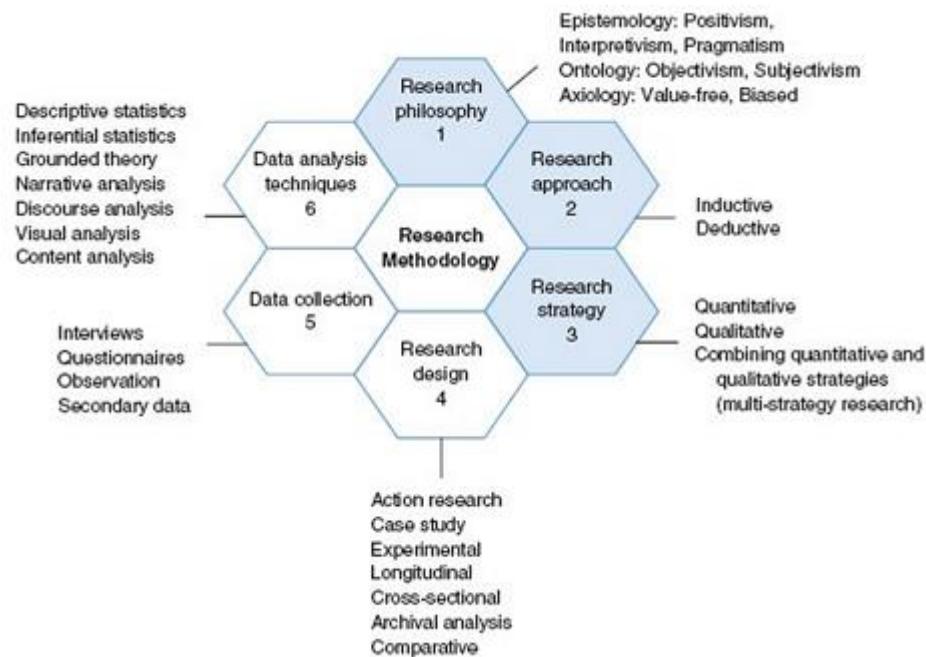 Epistemology: Positivism,
Interpretivism, Pragmatism
Ontology: Objectivism, Subjectivism
Axiology: Value-free, Biased
Research
philosophy
1
Research
approach
2
Inductive
Deductive
Research
strategy
3
Quantitative
Qualitative
Combining quantitative and
qualitative strategies
(multi-strategy research)
Research
design
4
Action research
Case study
Experimental
Longitudinal
Cross-sectional
Archival analysis
Comparative
Data collection
5
Interviews
Questionnaires
Observation
Secondary data
Data analysis
techniques
6
Descriptive statistics
Inferential statistics
Grounded theory
Narrative analysis
Discourse analysis
Visual analysis
Content analysis
Research
Methodology